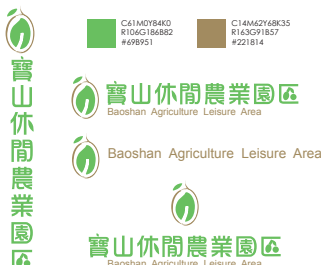 寶山休閒農業園區
C61M0Y84K0
R106G186B82
#69B951
C14M62Y68K35
R163G91B57
#221814
寶山休閒農業園區
Baoshan Agriculture Leisure Area
Baoshan Agriculture Leisure Area
寶山休閒農業園區
Baoshan Agriculture Leisure Area